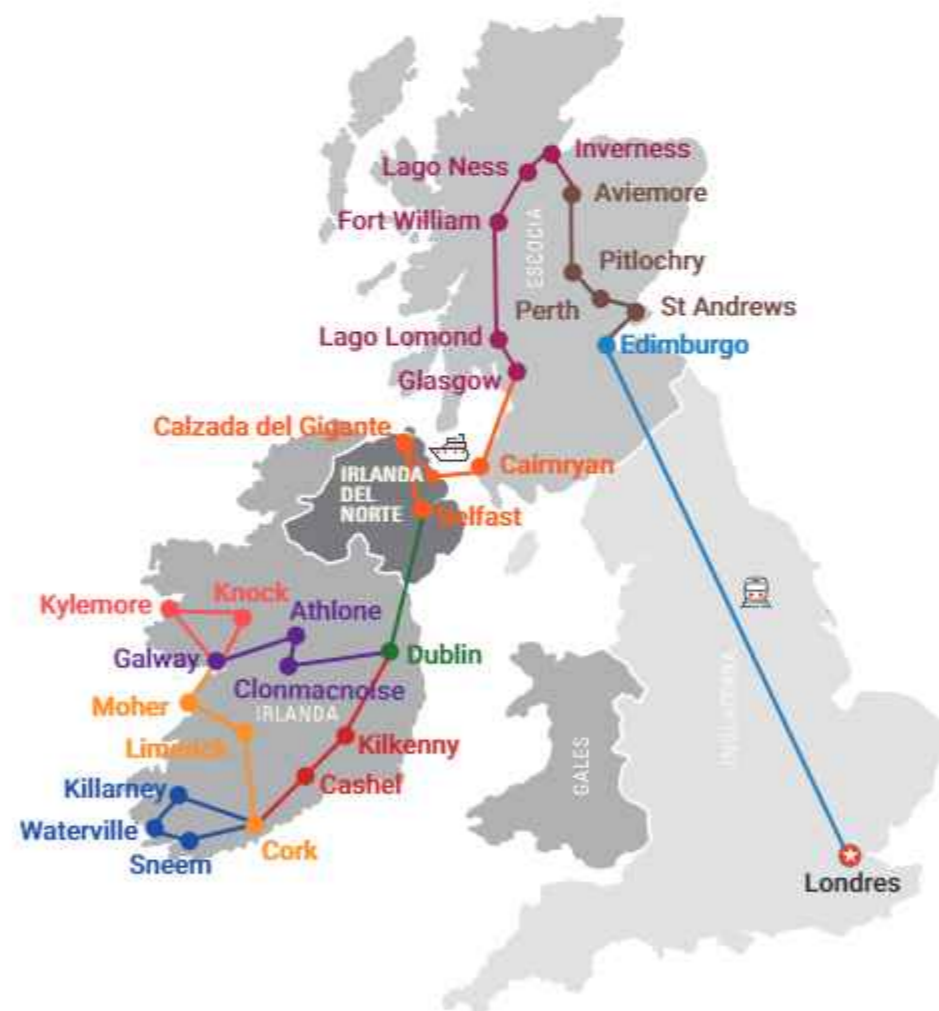 Inverness
Lago Ness
Aviemore
Fort William
ESCOCIA
Pitlochry
Perth
St Andrews
Lago Lomond
Edimburgo
Glasgow
Calzada del Gigante
Cairnryan
IRLANDA
DEL
NORTE
Belfast
Knock
Kylemore
Athlone
Galway
Dublin
Clonmacnoise
Moher
IRLANDA
Limerick
Kilkenny
GALES
INGLATERRA
Killarney
Cashel
Waterville
Sneem
Cork
Londres